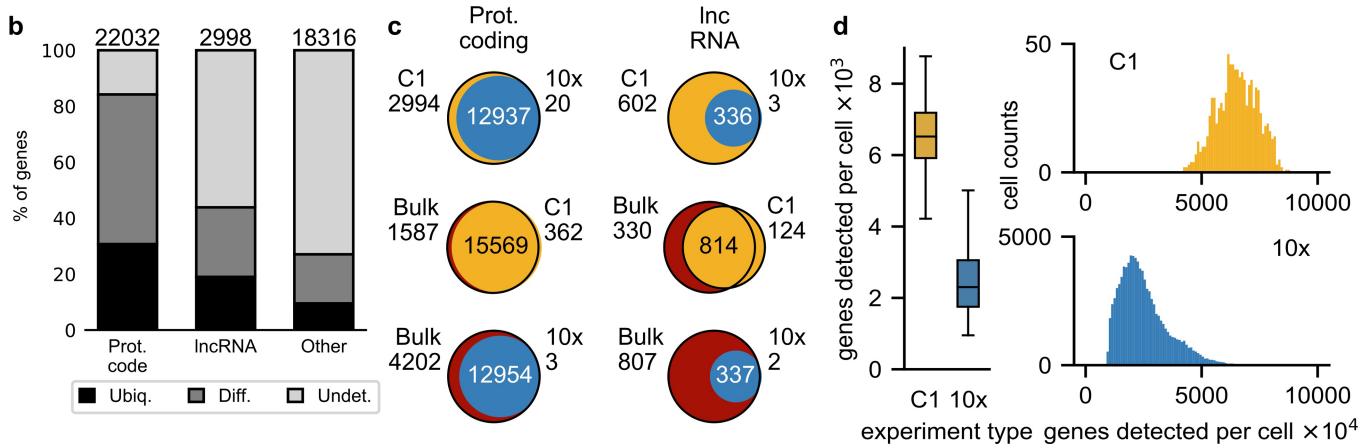 b
22032 2998 18316
100
80
60
40
20
0
% of genes
Prot.
code
lncRNA
Other
Ubiq. Diff. Undet.
c
Prot.
coding
lnc
RNA
C1
2994
12937
10x
20
C1
602
336
10x
3
Bulk
1587
15569
C1
362
Bulk
330
814
C1
124
Bulk
4202
12954
10x
3
Bulk
807
337
10x
2
d
genes detected per cell ×10³
8
6
4
2
0
C1 10x
experiment type
cell counts
50
0
C1
0 5000 10000
5000
0
10x
0 5000 10000
genes detected per cell ×10⁴